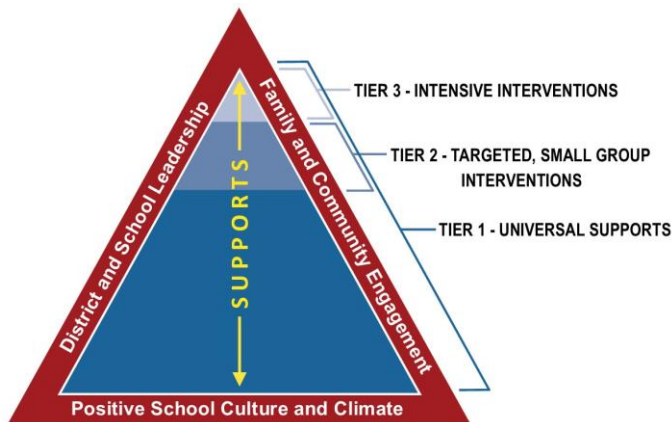 District and School Leadership
Family and Community Engagement
SUPPORTS
Positive School Culture and Climate
TIER 3 - INTENSIVE INTERVENTIONS
TIER 2 - TARGETED, SMALL GROUP
INTERVENTIONS
TIER 1 - UNIVERSAL SUPPORTS